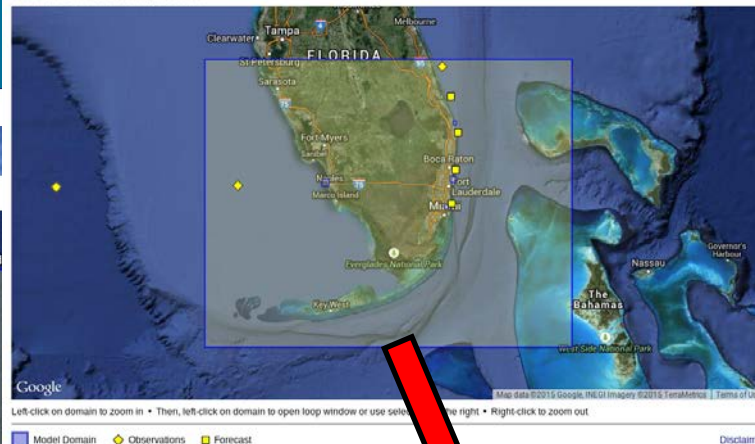 Melbourne
Tampa
Clearwater
FLORIDA
St Petersburg
Sarasota
Fort Myers
Sanibel
Boca Raton
Naples
Fort
Lauderdale
Marco Island
Miami
Everglades National Park
Key West
Nassau
Governor's
Harbour
The
Bahamas
West Side National Park
Google
Map data ©2015 Google, INEGI Imagery ©2015 TerraMetrics | Terms of
Left-click on domain to zoom in • Then, left-click on domain to open loop window or use the right • Right-click to zoom out
Model Domain Observations Forecast